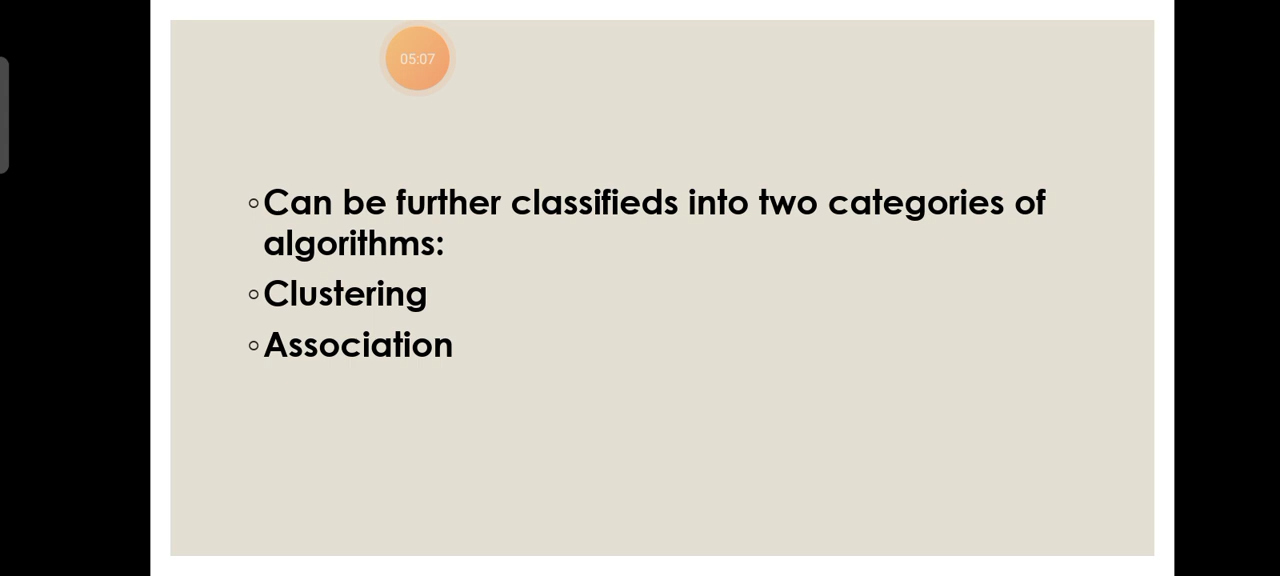 05:07
◦Can be further classifieds into two categories of
algorithms:
◦Clustering
◦Association